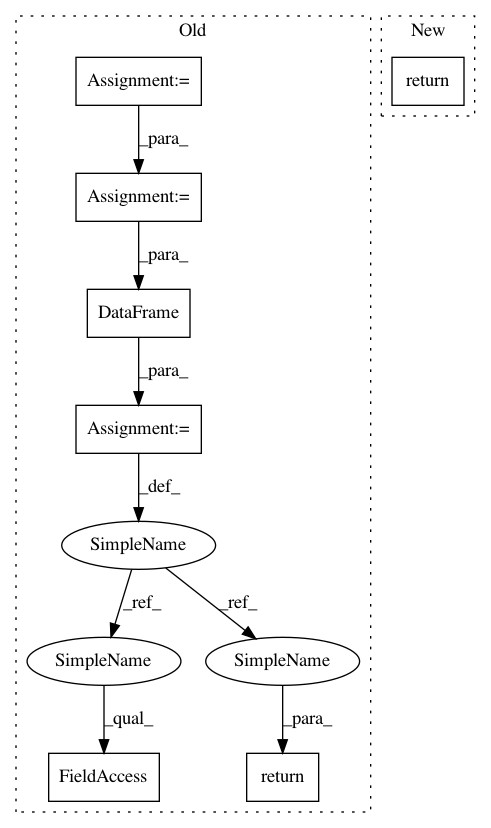 Old
New
Assignment:=
return
_para_
Assignment:=
_para_
DataFrame
_para_
Assignment:=
_def_
SimpleName
_ref_
_ref_
SimpleName
SimpleName
_qual_
_para_
FieldAccess
return